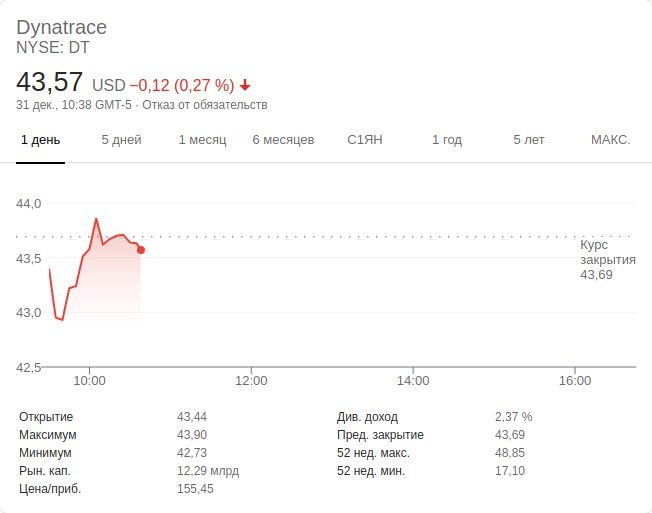 Dynatrace
NYSE: DT
43,57 USD −0,12 (0,27 %)
31 дек., 10:38 GMT-5 · Отказ от обязательств
1 день 5 дней 1 месяц 6 месяцев С1ЯН 1 год 5 лет МАКС.
44,0
43,5
43,0
42,5
Курс
закрытия
43,69
10:00 12:00 14:00 16:00
Открытие 43,44 Див. доход 2,37 %
Максимум 43,90 Пред. закрытие 43,69
Минимум 42,73 52 нед. макс. 48,85
Рын. кап. 12,29 млрд 52 нед. мин. 17,10
Цена/приб. 155,45